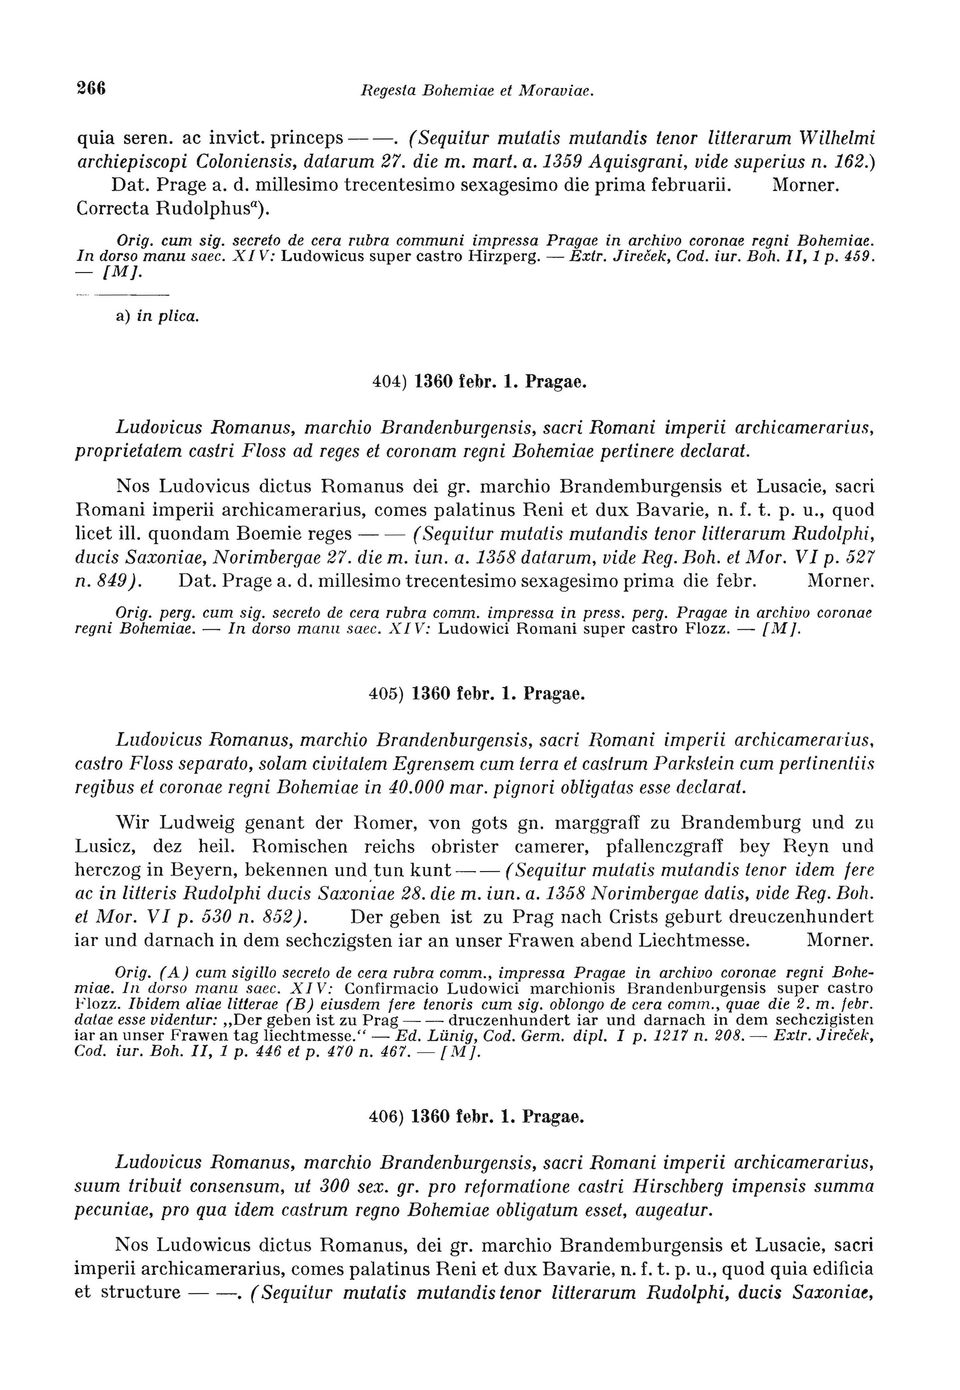 266 Regesta Bohemiae et Moraviae.
quia seren. ac invict. princeps — —. (Sequitur mutatis mutandis tenor litterarum Wilhelmi
archiepiscopi Coloniensis, datarum 27. die m. mart. a. 1359 Aquisgrani, vide superius n. 162.)
Dat. Prage a. d. millesimo trecentesimo sexagesimo die prima februarii. Morner.
Correcta Rudolphusa).
Orig. cum sig. secreto de cera rubra communi impressa Pragae in archivo coronae regni Bohemiae.
In dorso manu saec. XIV: Ludowicus super castro Hirzperg. — Extr. Jireček, Cod. iur. Boh. II, 1 p. 459.
— [M].
a) in plica.
404) 1360 febr. 1. Pragae.
Ludovicus Romanus, marchio Brandenburgensis, sacri Romani imperii archicamerarius,
proprietatem castri Floss ad reges et coronam regni Bohemiae pertinere declarat.
Nos Ludovicus dictus Romanus dei gr. marchio Brandemburgensis et Lusacie, sacri
Romani imperii archicamerarius, comes palatinus Reni et dux Bavarie, n. f. t. p. u., quod
licet ill. quondam Boemie reges — — (Sequitur mutatis mutandis tenor litterarum Rudolphi,
ducis Saxoniae, Norimbergae 27. die m. iun. a. 1358 datarum, vide Reg. Boh. et Mor. VI p. 527
n. 849). Dat. Prage a. d. millesimo trecentesimo sexagesimo prima die febr. Morner.
Orig. perg. cum sig. secreto de cera rubra comm. impressa in press. perg. Pragae in archivo coronae
regni Bohemiae. — In dorso manu saec. XIV: Ludowici Romani super castro Flozz. — [M].
405) 1360 febr. 1. Pragae.
Ludovicus Romanus, marchio Brandenburgensis, sacri Romani imperii archicamerarius,
castro Floss separato, solam civitatem Egrensem cum terra et castrum Parkstein cum pertinentiis
regibus et coronae regni Bohemiae in 40.000 mar. pignori obligatas esse declarat.
Wir Ludweig genant der Romer, von gots gn. marggraff zu Brandemburg und zu
Lusicz, dez heil. Romischen reichs obrister camerer, pfallenczgraff bey Reyn und
herczog in Beyern, bekennen und tun kunt — — (Sequitur mutatis mutandis tenor idem fere
ac in litteris Rudolphi ducis Saxoniae 28. die m. iun. a. 1358 Norimbergae datis, vide Reg. Boh.
et Mor. VI p. 530 n. 852). Der geben ist zu Prag nach Crists geburt dreuczenhundert
iar und darnach in dem sechczigsten iar an unser Frawen abend Liechtmesse. Morner.
Orig. (A) cum sigillo secreto de cera rubra comm., impressa Pragae in archivo coronae regni Bohe-
miae. In dorso manu saec. XIV: Confirmacio Ludowici marchionis Brandenburgensis super castro
Flozz. Ibidem aliae litterae (B) eiusdem fere tenoris cum sig. oblongo de cera comm., quae die 2. m. febr.
datae esse videntur: „Der geben ist zu Prag — — druczenhundert iar und darnach in dem sechczigisten
iar an unser Frawen tag liechtmesse." — Ed. Lünig, Cod. Germ. dipl. I p. 1217 n. 208. — Extr. Jireček,
Cod. iur. Boh. II, 1 p. 446 et p. 470 n. 467. — [M].
406) 1360 febr. 1. Pragae.
Ludovicus Romanus, marchio Brandenburgensis, sacri Romani imperii archicamerarius,
suum tribuit consensum, ut 300 sex. gr. pro reformatione castri Hirschberg impensis summa
pecuniae, pro qua idem castrum regno Bohemiae obligatum esset, augeatur.
Nos Ludowicus dictus Romanus, dei gr. marchio Brandemburgensis et Lusacie, sacri
imperii archicamerarius, comes palatinus Reni et dux Bavarie, n. f. t. p. u., quod quia edificia
et structure — —. (Sequitur mutatis mutandis tenor litterarum Rudolphi, ducis Saxoniae,